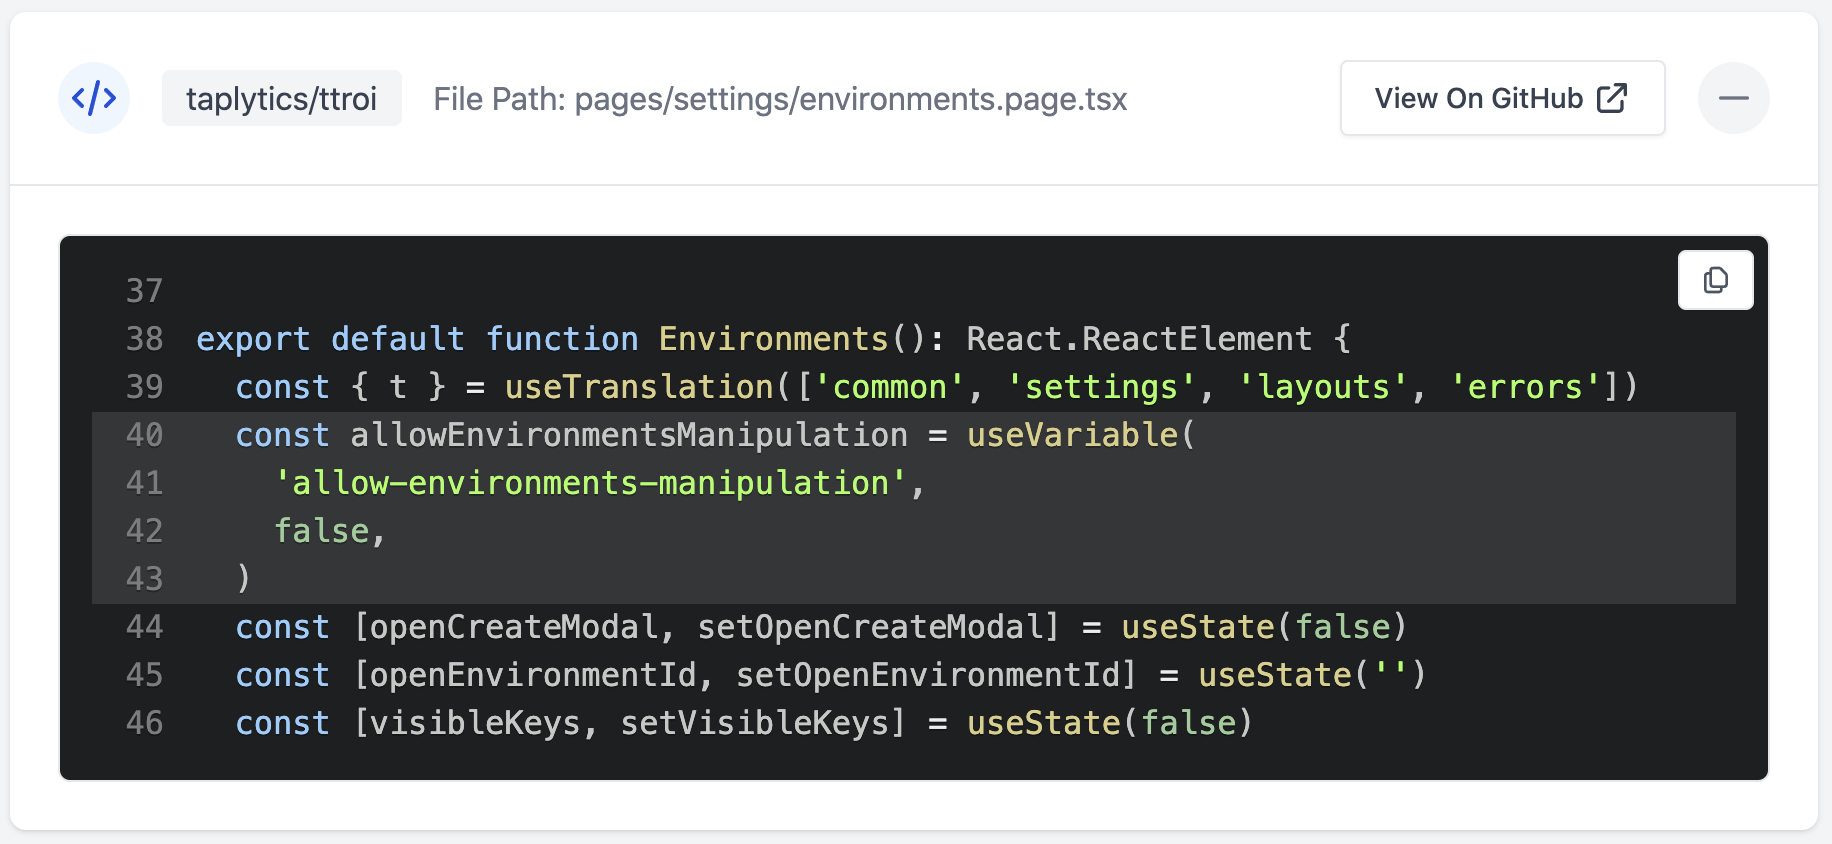 taplytics/ttroi File Path: pages/settings/environments.page.tsx View On GitHub
37
38 export default function Environments(): React.ReactElement {
39   const { t } = useTranslation(['common', 'settings', 'layouts', 'errors'])
40   const allowEnvironmentsManipulation = useVariable(
41     'allow-environments-manipulation',
42     false,
43   )
44   const [openCreateModal, setOpenCreateModal] = useState(false)
45   const [openEnvironmentId, setOpenEnvironmentId] = useState('')
46   const [visibleKeys, setVisibleKeys] = useState(false)